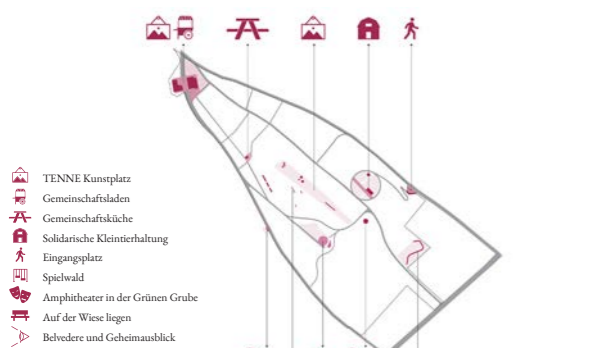 TENNE Kunstplatz
Gemeinschaftsladen
Gemeinschaftsküche
Solidarische Kleintierhaltung
Eingangsplatz
Spielwald
Amphitheater in der Grünen Grube
Auf der Wiese liegen
Belvedere und Geheimausblick